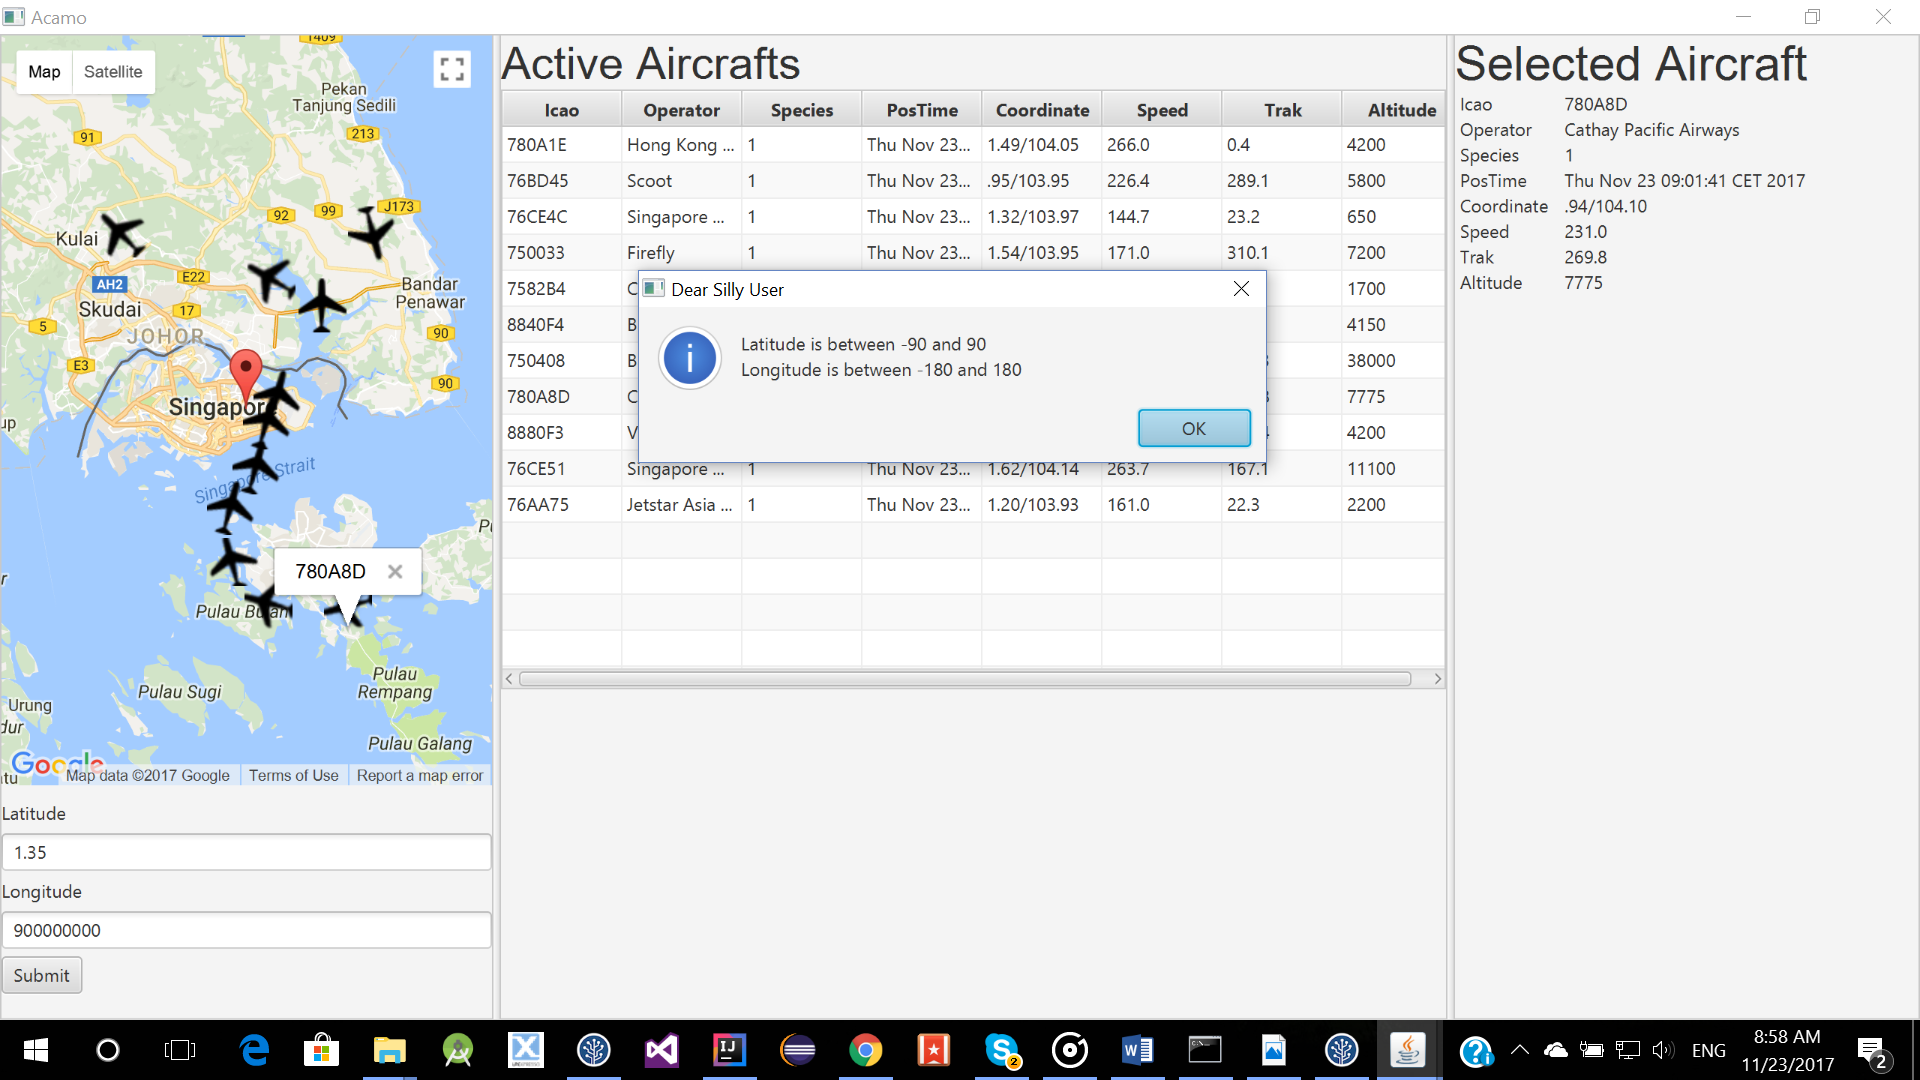 Acamo
Map Satellite
1409
Pekan
Tanjung Sedili
213
91
92 99 J173
Kulai
E22
AH2
Bandar
Penawar
Skudai 17
5
JOHOR
90
E3
90
Singapore
up
Singapore Strait
780A8D
Pulau Bulan
Pulau
Rempang
Pulau Sugi
Urung
dur
Pulau Galang
Google
Map data ©2017 Google Terms of Use Report a map error
Latitude
1.35
Longitude
900000000
Submit
Active Aircrafts
Icao Operator Species PosTime Coordinate Speed Trak Altitude
780A1E Hong Kong ... 1 Thu Nov 23... 1.49/104.05 266.0 0.4 4200
76BD45 Scoot 1 Thu Nov 23... .95/103.95 226.4 289.1 5800
76CE4C Singapore ... 1 Thu Nov 23... 1.32/103.97 144.7 23.2 650
750033 Firefly 1 Thu Nov 23... 1.54/103.95 171.0 310.1 7200
7582B4 C 1700
8840F4 B 4150
750408 B 38000
780A8D C 7775
8880F3 V 4200
76CE51 Singapore ... 1 Thu Nov 23... 1.62/104.14 263.7 167.1 11100
76AA75 Jetstar Asia ... 1 Thu Nov 23... 1.20/103.93 161.0 22.3 2200
Dear Silly User
Latitude is between -90 and 90
Longitude is between -180 and 180
OK
Selected Aircraft
Icao 780A8D
Operator Cathay Pacific Airways
Species 1
PosTime Thu Nov 23 09:01:41 CET 2017
Coordinate .94/104.10
Speed 231.0
Trak 269.8
Altitude 7775
ENG
8:58 AM
11/23/2017
2